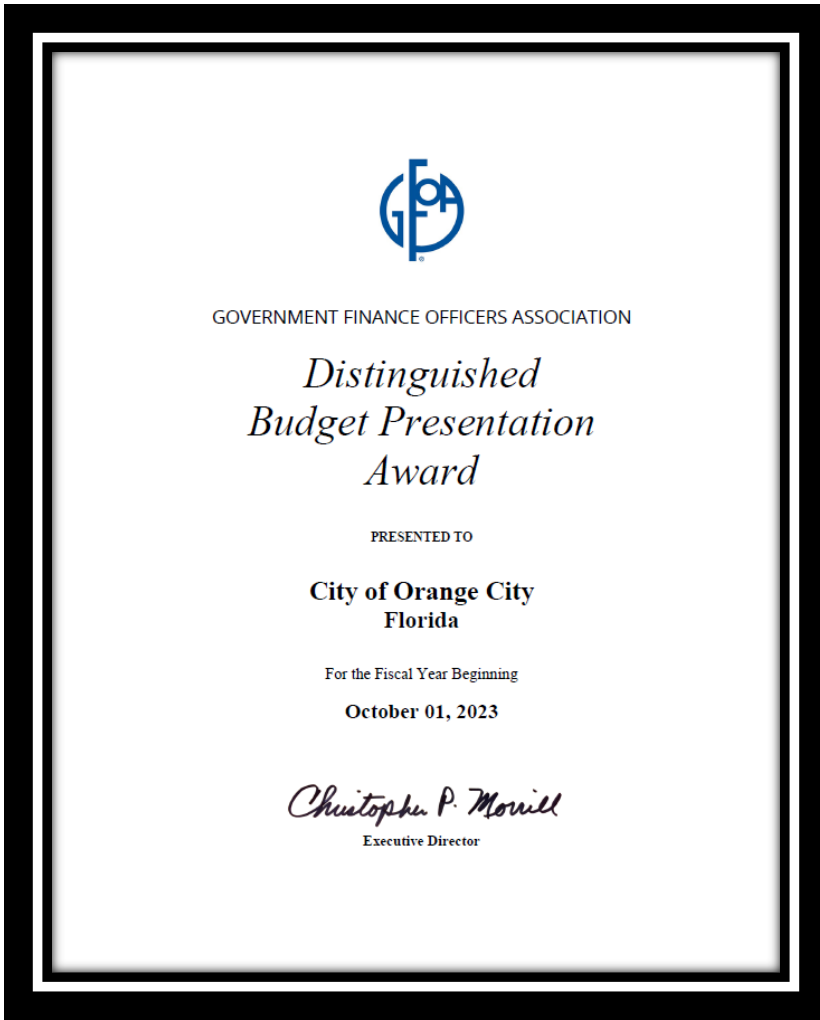 GFOA
®
GOVERNMENT FINANCE OFFICERS ASSOCIATION
Distinguished
Budget Presentation
Award
PRESENTED TO
City of Orange City
Florida
For the Fiscal Year Beginning
October 01, 2023
Christopher P. Morrill
Executive Director